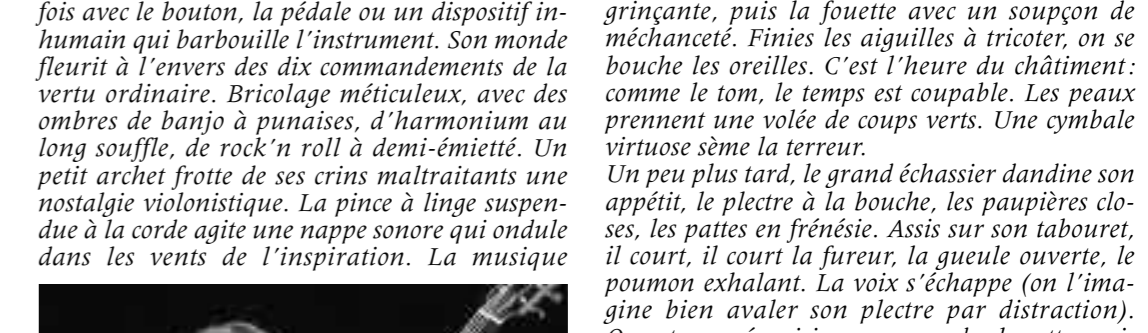 fois avec le bouton, la pédale ou un dispositif in-
humain qui barbouille l'instrument. Son monde
fleurit à l'envers des dix commandements de la
vertu ordinaire. Bricolage méticuleux, avec des
ombres de banjo à punaises, d'harmonium au
long souffle, de rock'n roll à demi-émietté. Un
petit archet frotte de ses crins maltraitants une
nostalgie violonistique. La pince à linge suspen-
due à la corde agite une nappe sonore qui ondule
dans les vents de l'inspiration. La musique
grinçante, puis la fouette avec un soupçon de
méchanceté. Finies les aiguilles à tricoter, on se
bouche les oreilles. C'est l'heure du châtiment :
comme le tom, le temps est coupable. Les peaux
prennent une volée de coups verts. Une cymbale
virtuose sème la terreur.
Un peu plus tard, le grand échassier dandine son
appétit, le plectre à la bouche, les paupières clo-
ses, les pattes en frénésie. Assis sur son tabouret,
il court, il court la fureur, la gueule ouverte, le
poumon exhalant. La voix s'échappe (on l'ima-
gine bien avaler son plectre par distraction).